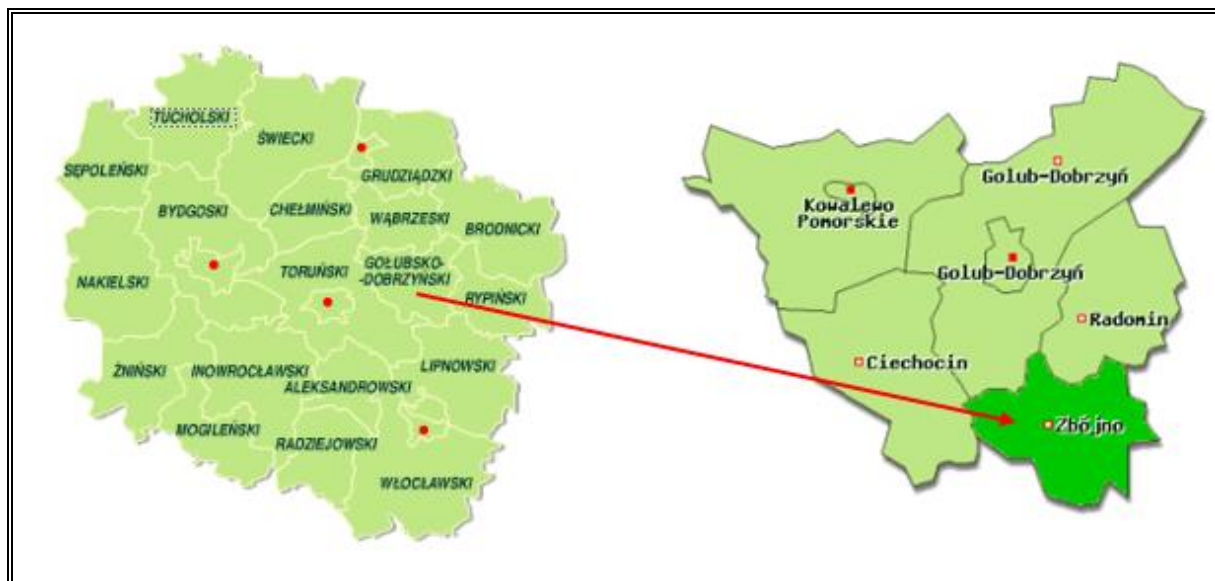 TUCHOLSKI
ŚWIECKI
SĘPOLEŃSKI
GRUDZIĄDZKI
BYDGOSKI
CHEŁMIŃSKI
WĄBRZESKI
BRODNICKI
NAKIELSKI
TORUŃSKI
GOŁUBSKO-
-DOBRZYŃSKI
RYPIŃSKI
ŻNIŃSKI
INOWROCŁAWSKI
ALEKSANDROWSKI
LIPNOWSKI
MOGILEŃSKI
RADZIEJOWSKI
WŁOCŁAWSKI
Golub-Dobrzyń
Kowalewo
Pomorskie
Golub-Dobrzyń
Radomin
Ciechocin
Zbójno